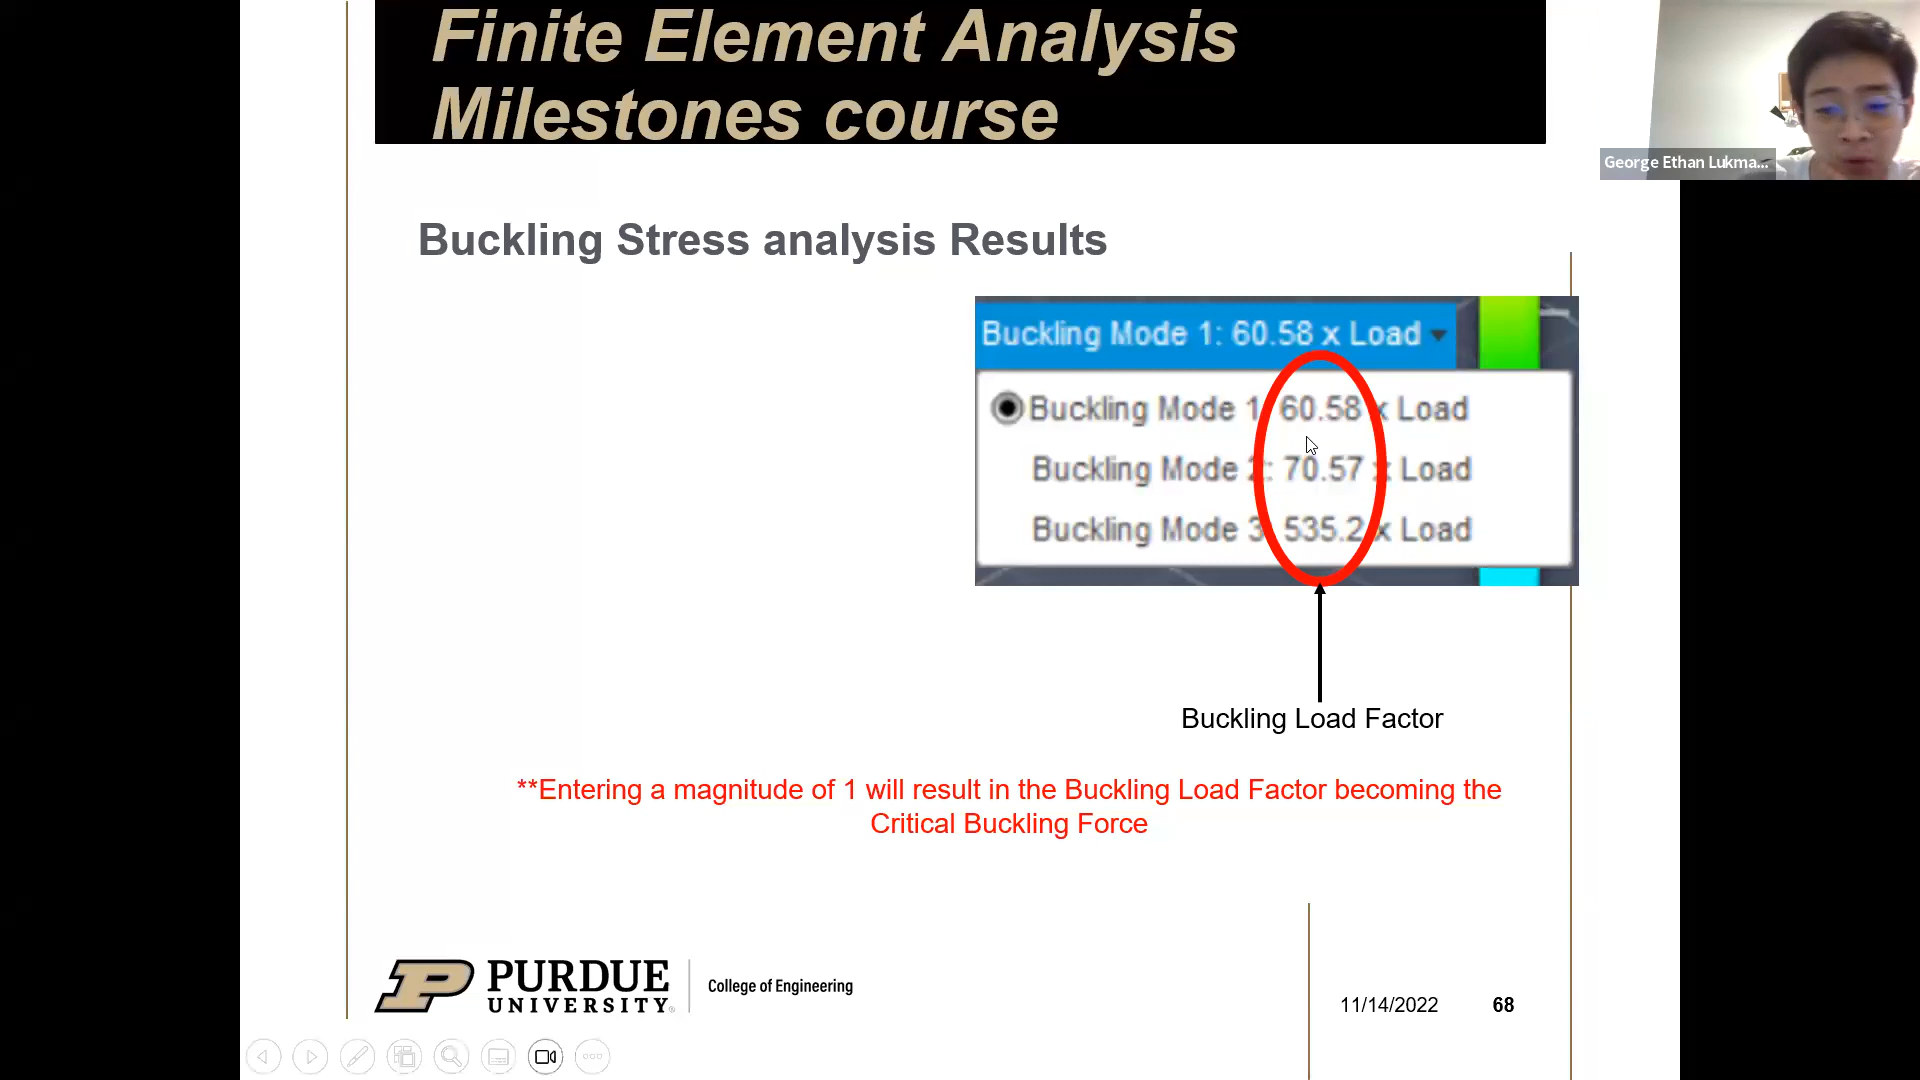 Finite Element Analysis
Milestones course
George Ethan Lukma...
Buckling Stress analysis Results
Buckling Mode 1: 60.58 x Load
Buckling Mode 1: 60.58 x Load
Buckling Mode 2: 70.57 x Load
Buckling Mode 3: 535.2 x Load
Buckling Load Factor
**Entering a magnitude of 1 will result in the Buckling Load Factor becoming the
Critical Buckling Force
PURDUE
UNIVERSITY®
College of Engineering
11/14/2022
68